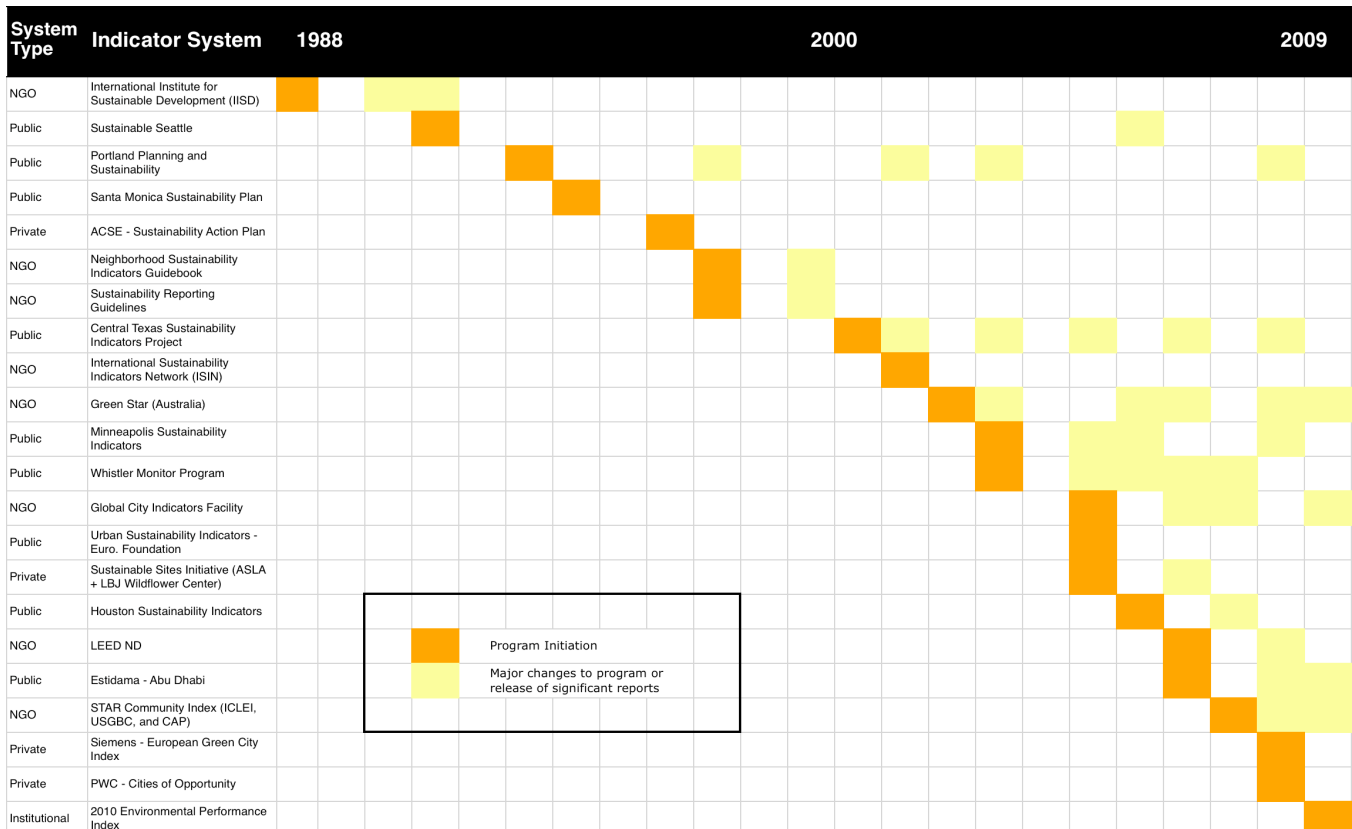 System
Type
Indicator System
1988
2000
2009
NGO
International Institute for
Sustainable Development (IISD)
Public
Sustainable Seattle
Public
Portland Planning and
Sustainability
Public
Santa Monica Sustainability Plan
Private
ACSE - Sustainability Action Plan
NGO
Neighborhood Sustainability
Indicators Guidebook
NGO
Sustainability Reporting
Guidelines
Public
Central Texas Sustainability
Indicators Project
NGO
International Sustainability
Indicators Network (ISIN)
NGO
Green Star (Australia)
Public
Minneapolis Sustainability
Indicators
Public
Whistler Monitor Program
NGO
Global City Indicators Facility
Public
Urban Sustainability Indicators -
Euro. Foundation
Private
Sustainable Sites Initiative (ASLA
+ LBJ Wildflower Center)
Public
Houston Sustainability Indicators
NGO
LEED ND
Public
Estidama - Abu Dhabi
NGO
STAR Community Index (ICLEI,
USGBC, and CAP)
Private
Siemens - European Green City
Index
Private
PWC - Cities of Opportunity
Institutional
2010 Environmental Performance
Index
Program Initiation
Major changes to program or
release of significant reports